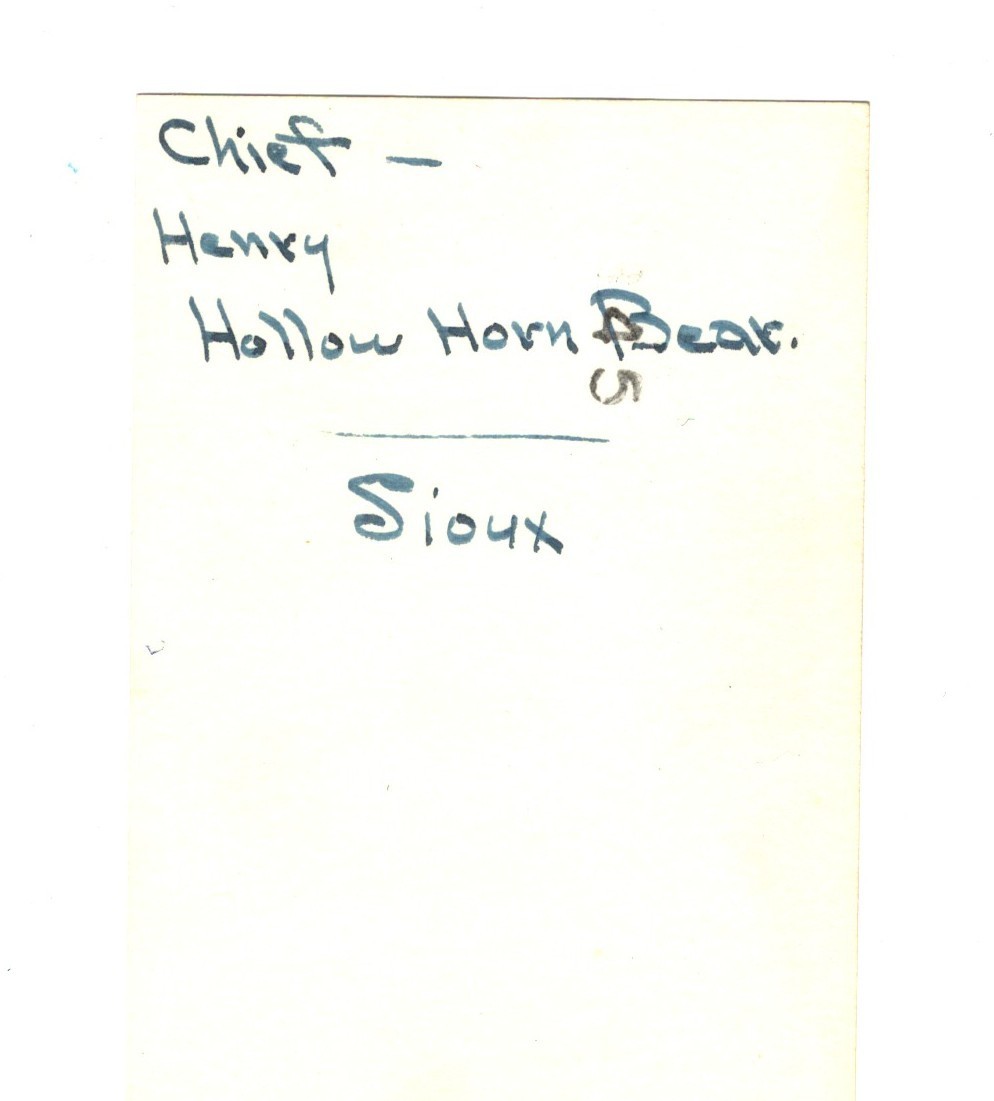 Chief —
Henry
Hollow Horn Bear.
Sioux